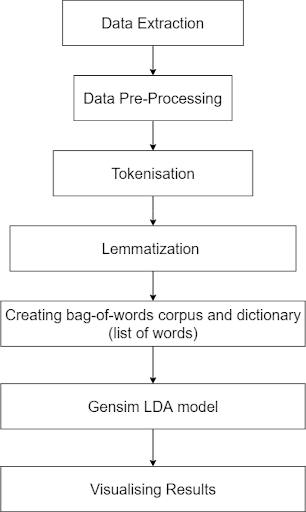 Data Extraction
Data Pre-Processing
Tokenisation
Lemmatization
Creating bag-of-words corpus and dictionary
(list of words)
Gensim LDA model
Visualising Results